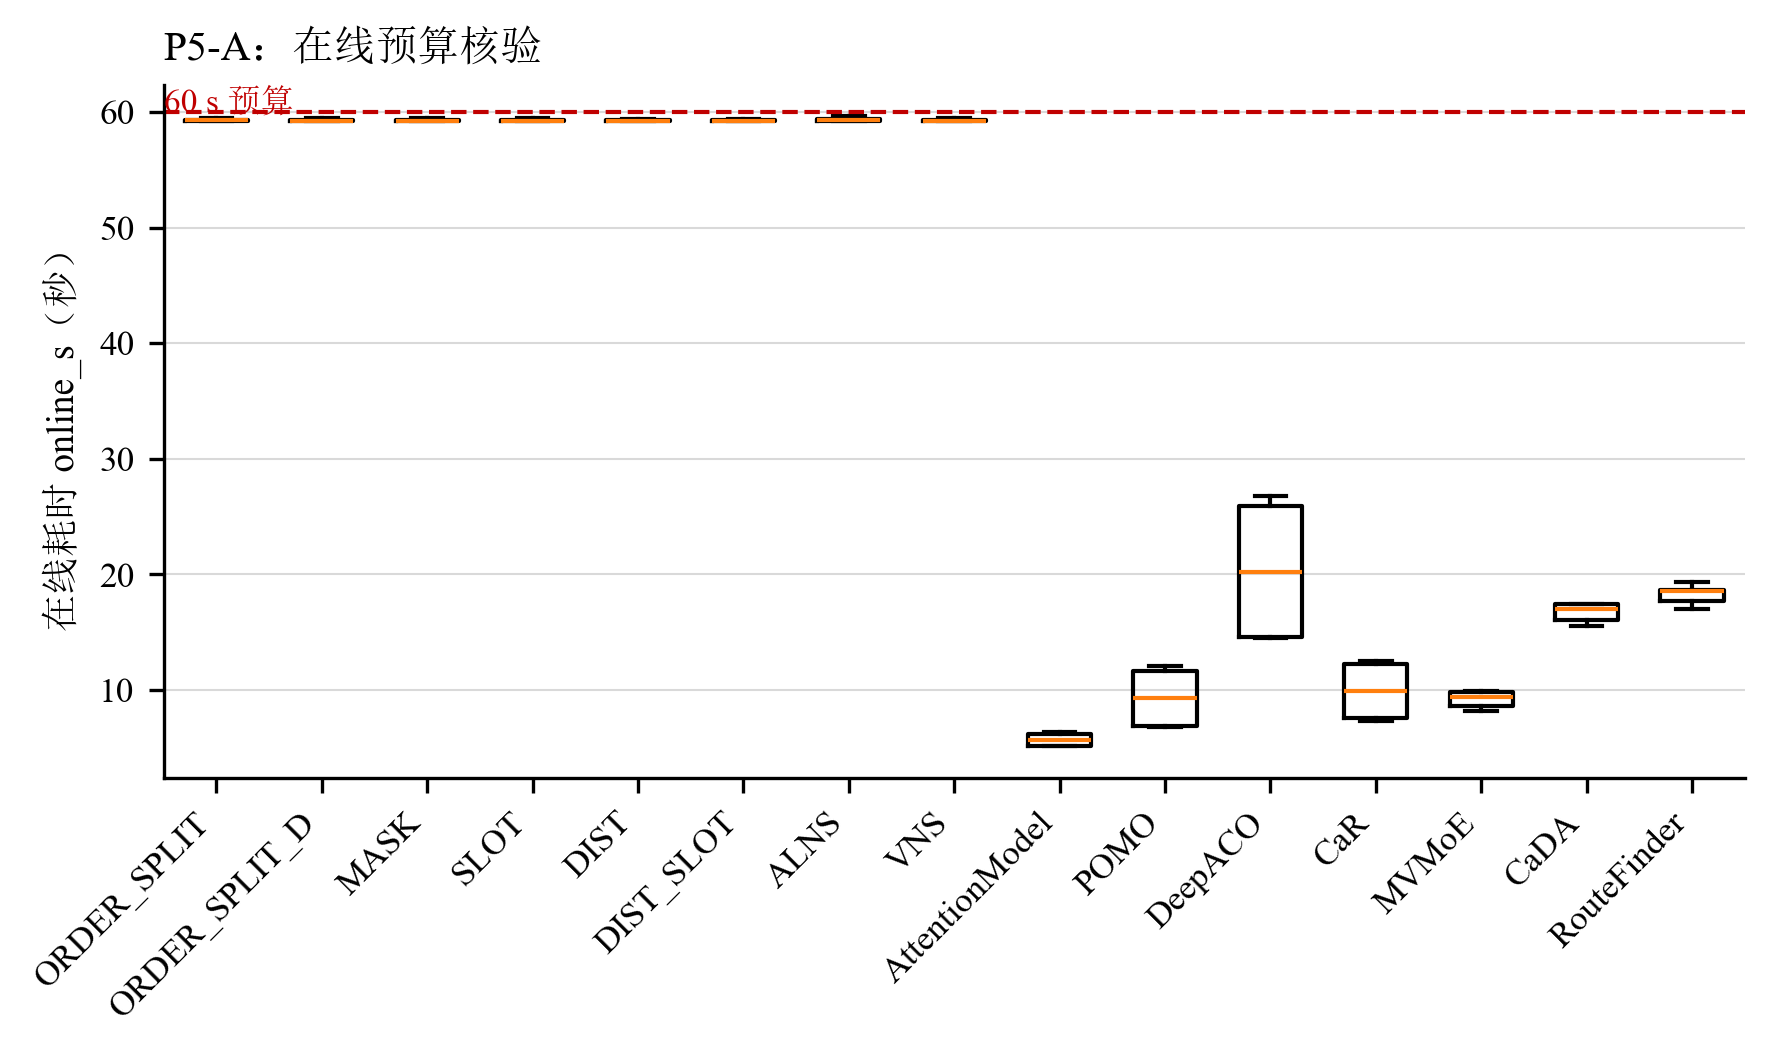 P5-A：在线预算核验
60 s 预算
60
50
40
30
20
10
在线耗时 online_s（秒）
ORDER_SPLIT
ORDER_SPLIT_D
MASK
SLOT
DIST
DIST_SLOT
ALNS
VNS
AttentionModel
POMO
DeepACO
CaR
MVMoE
CaDA
RouteFinder